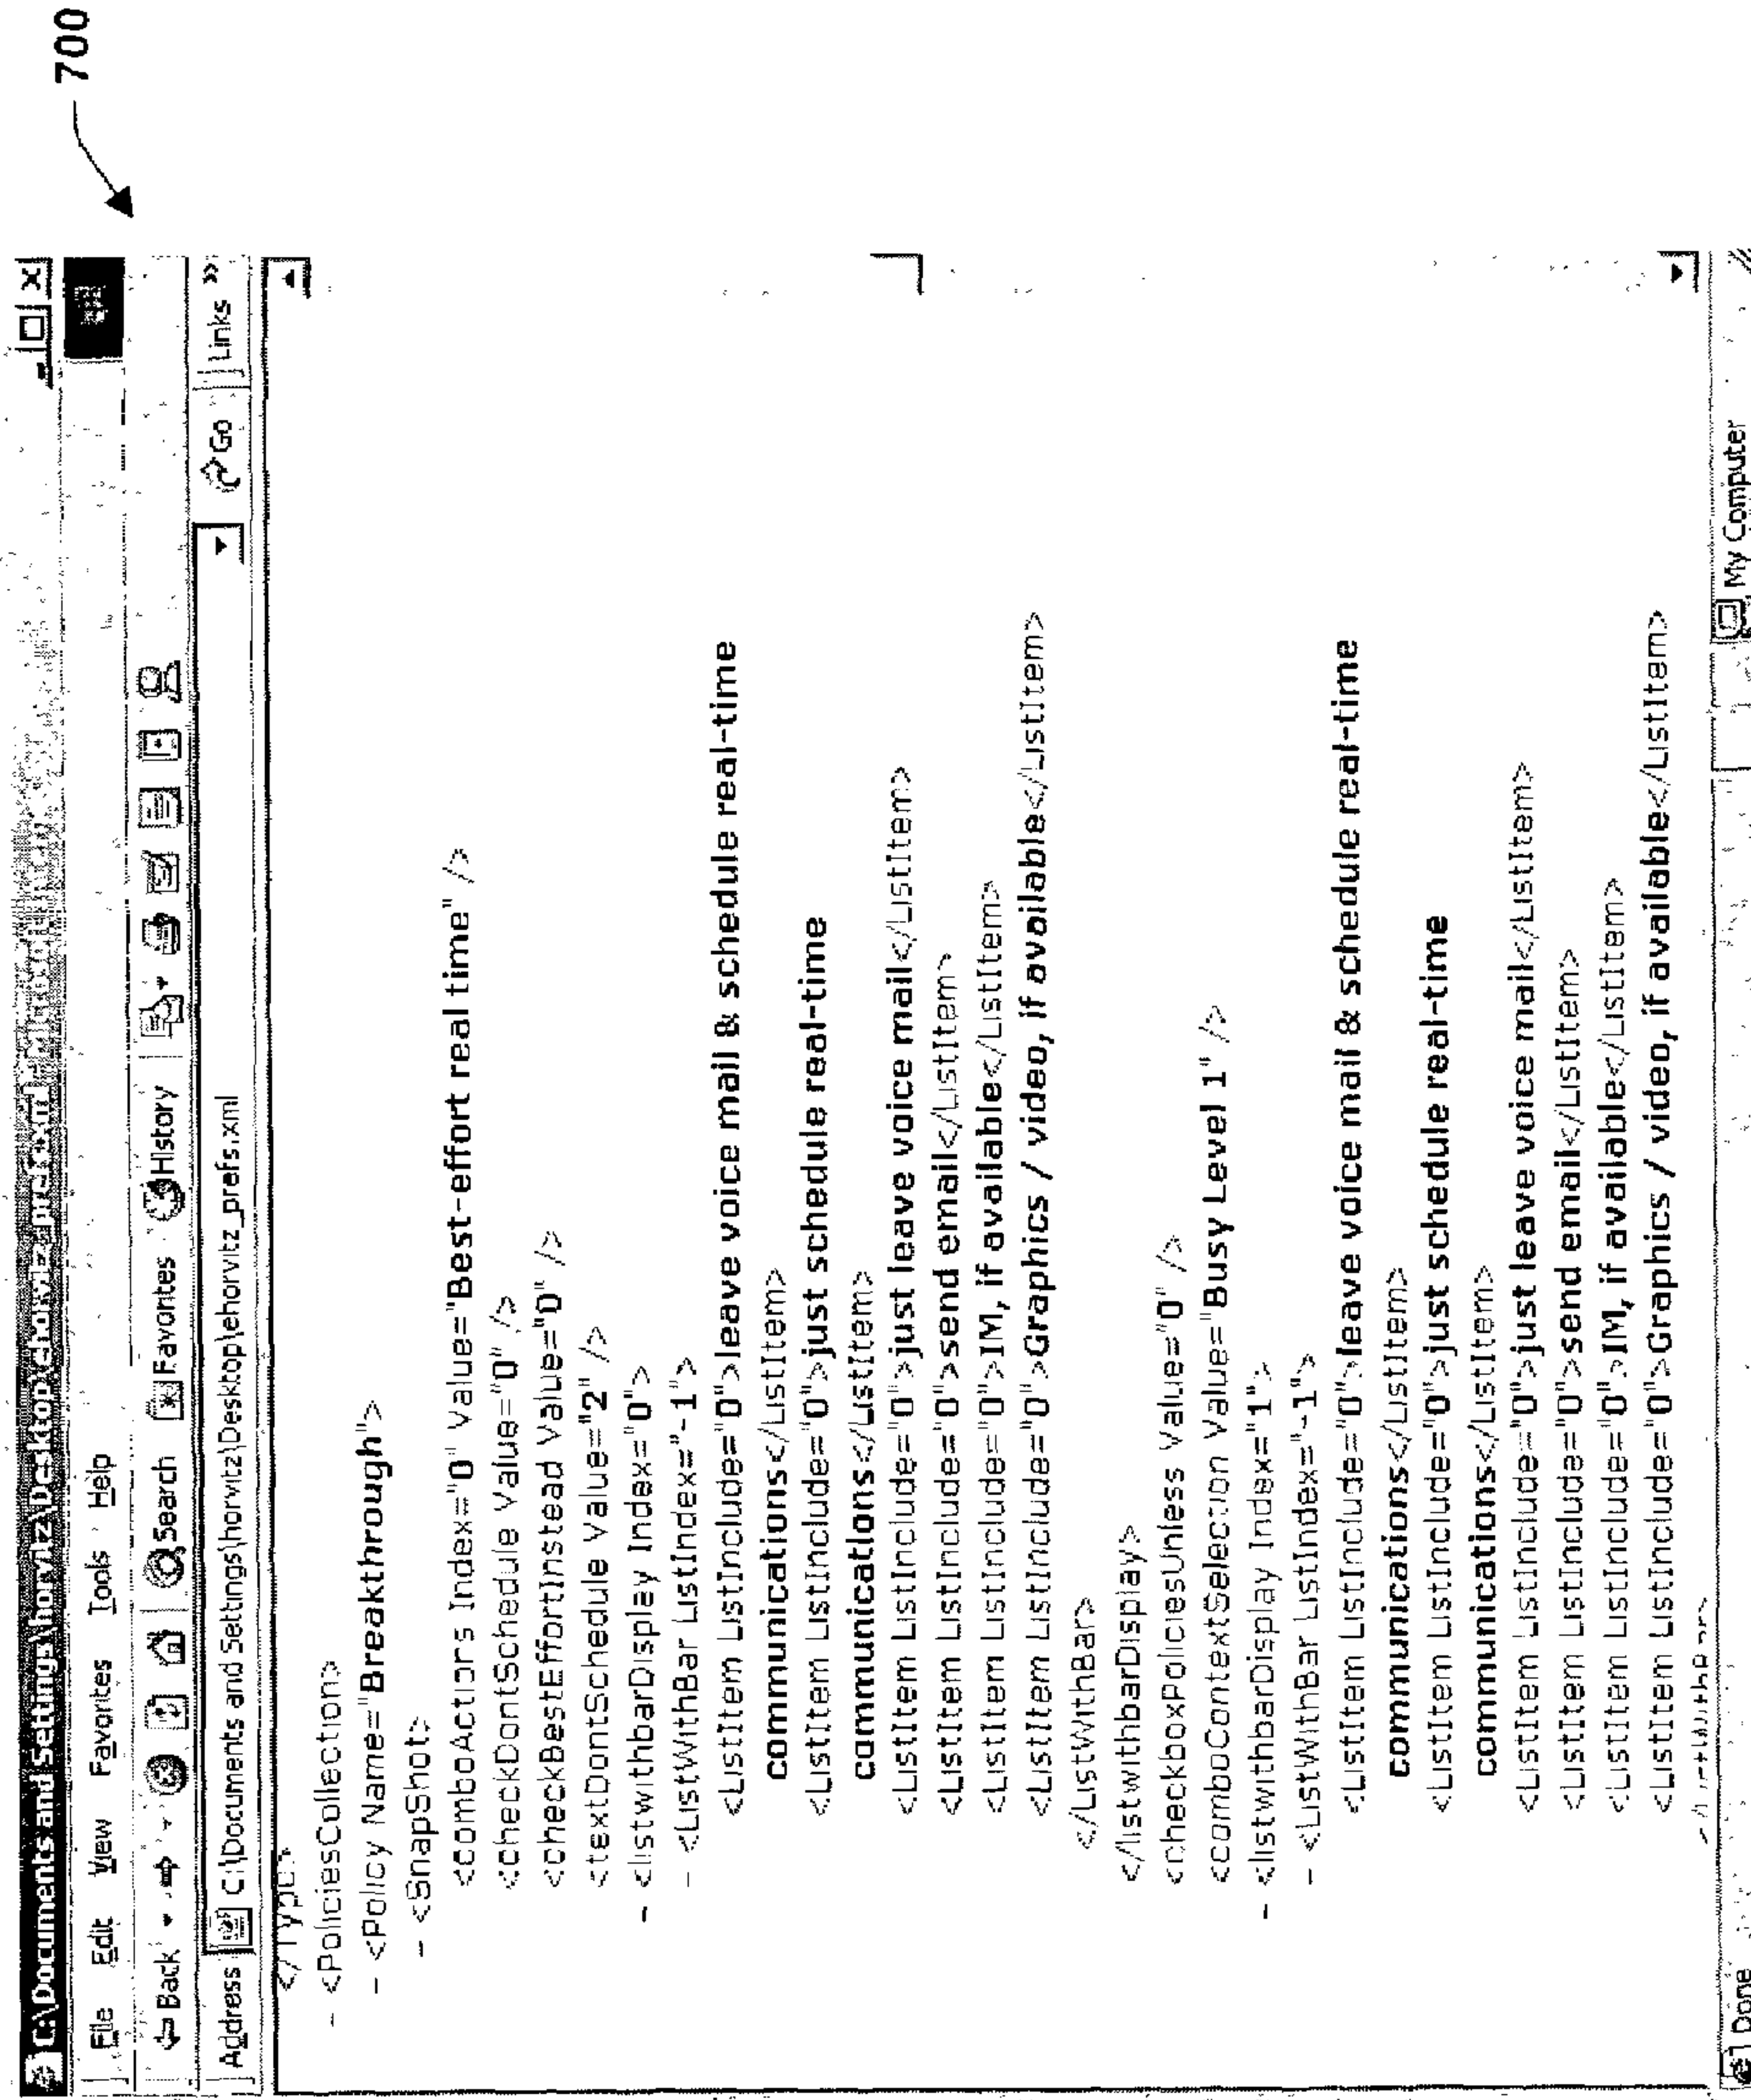 700
C:\Documents and Settings\horvitz\Desktop\ehorvitz_prefs.xml
File Edit View Favorites Tools Help
Back Search Favorites History
Address C:\Documents and Settings\horvitz\Desktop\ehorvitz_prefs.xml Go Links »
</Type>
- <PoliciesCollection>
- <Policy Name="Breakthrough">
- <SnapShot>
<comboActions Index="0" Value="Best-effort real time" />
<checkDontSchedule Value="0" />
<checkBestEffortInstead Value="0" />
<textDontSchedule Value="2" />
- <listwithbarDisplay Index="0">
- <ListWithBar ListIndex="-1">
<ListItem ListInclude="0">leave voice mail & schedule real-time
communications</ListItem>
<ListItem ListInclude="0">just schedule real-time
communications</ListItem>
<ListItem ListInclude="0">just leave voice mail</ListItem>
<ListItem ListInclude="0">send email</ListItem>
<ListItem ListInclude="0">IM, if available</ListItem>
<ListItem ListInclude="0">Graphics / video, if available</ListItem>
</ListWithBar>
</listwithbarDisplay>
<checkboxPoliciesUnless Value="0" />
<comboContextSelection Value="Busy Level 1" />
- <listwithbarDisplay Index="1">
- <ListWithBar ListIndex="-1">
<ListItem ListInclude="0">leave voice mail & schedule real-time
communications</ListItem>
<ListItem ListInclude="0">just schedule real-time
communications</ListItem>
<ListItem ListInclude="0">just leave voice mail</ListItem>
<ListItem ListInclude="0">send email</ListItem>
<ListItem ListInclude="0">IM, if available</ListItem>
<ListItem ListInclude="0">Graphics / video, if available</ListItem>
</ListWithBar>
Done My Computer